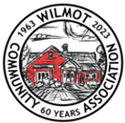 1963 WILMOT 2023
COMMUNITY ASSOCIATION
60 YEARS